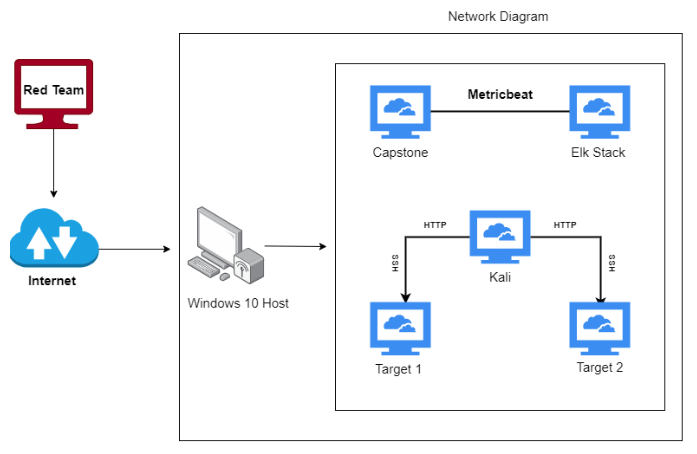 Network Diagram
Red Team
Metricbeat
Capstone
Elk Stack
HTTP
HTTP
SSH
SSH
Kali
Internet
Windows 10 Host
Target 1
Target 2